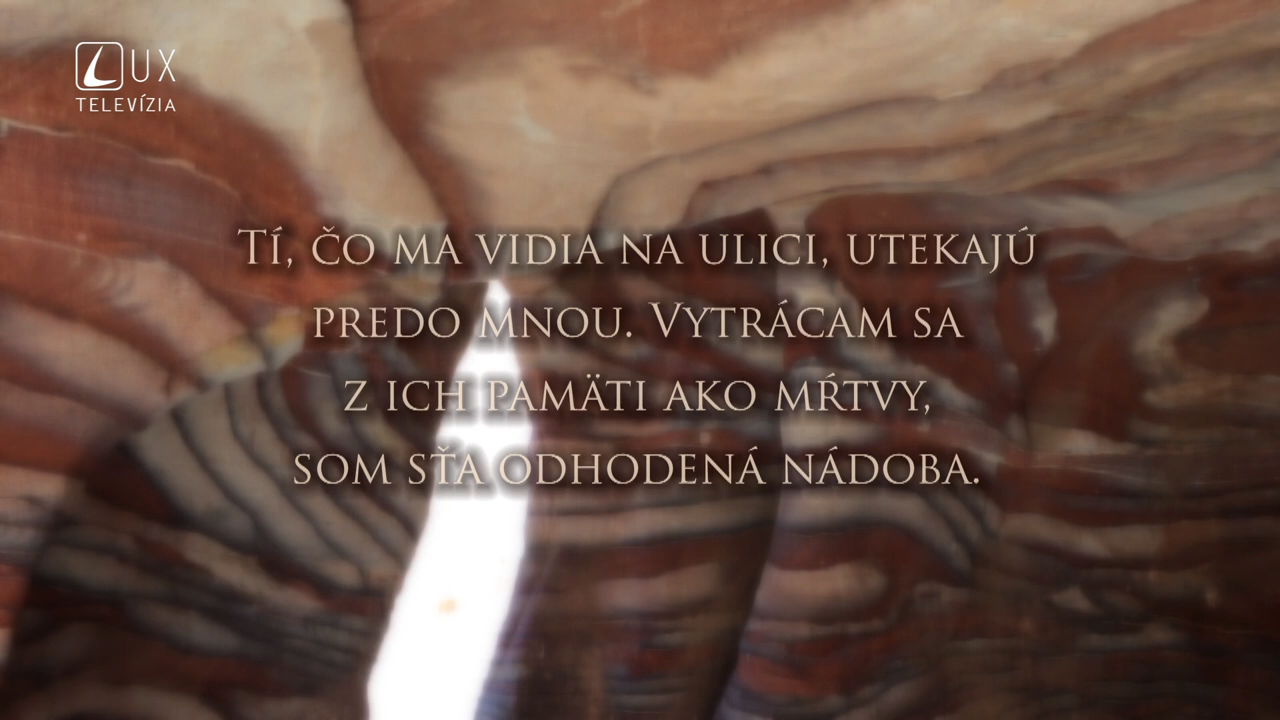 LUX
TELEVÍZIA
Tí, čo ma vidia na ulici, utekajú
predo mnou. Vytrácam sa
z ich pamäti ako mŕtvy,
som sťa odhodená nádoba.